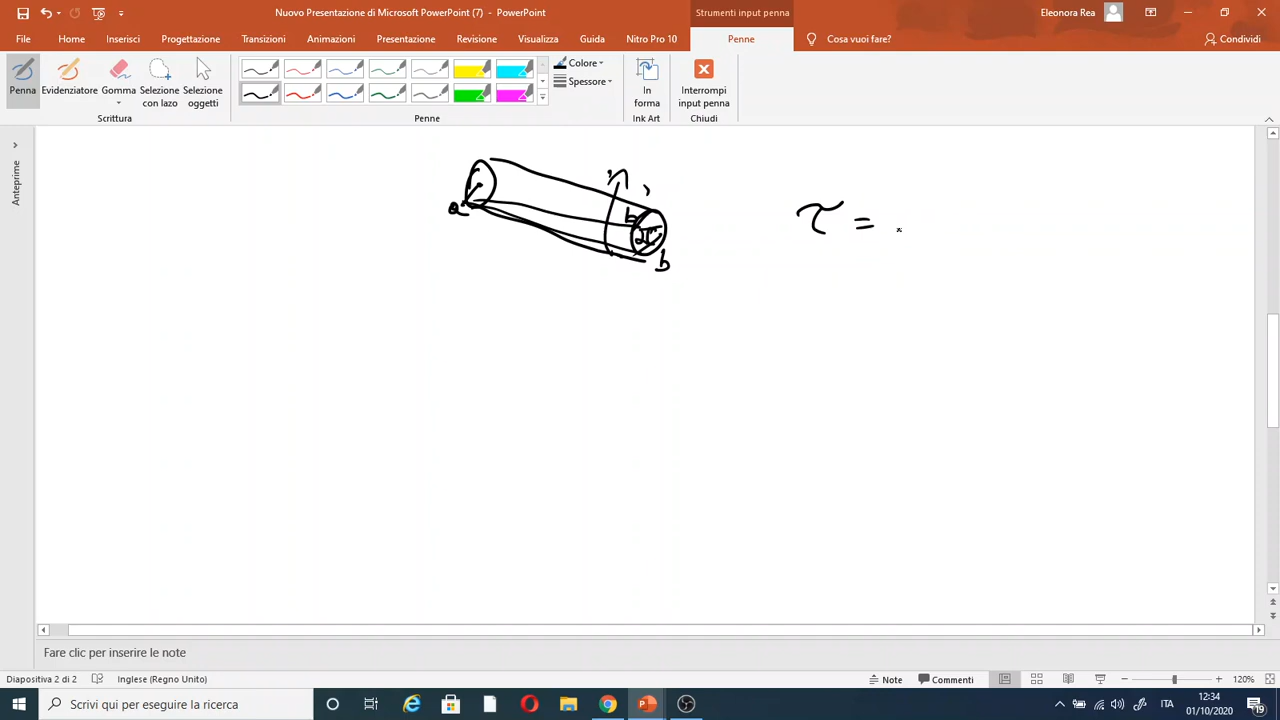 Nuovo Presentazione di Microsoft PowerPoint (7) - PowerPoint
Strumenti input penna
Eleonora Rea
File Home Inserisci Progettazione Transizioni Animazioni Presentazione Revisione Visualizza Guida Nitro Pro 10 Penne Cosa vuoi fare? Condividi
Penna
Evidenziatore
Gomma
Selezione con lazo
Selezione oggetti
Colore
Spessore
In forma
Interrompi input penna
Scrittura
Penne
Ink Art
Chiudi
Anteprime
a
b
b
τ =
Fare clic per inserire le note
Diapositiva 2 di 2
Inglese (Regno Unito)
Note
Commenti
120%
Scrivi qui per eseguire la ricerca
ITA
12:34
01/10/2020
19